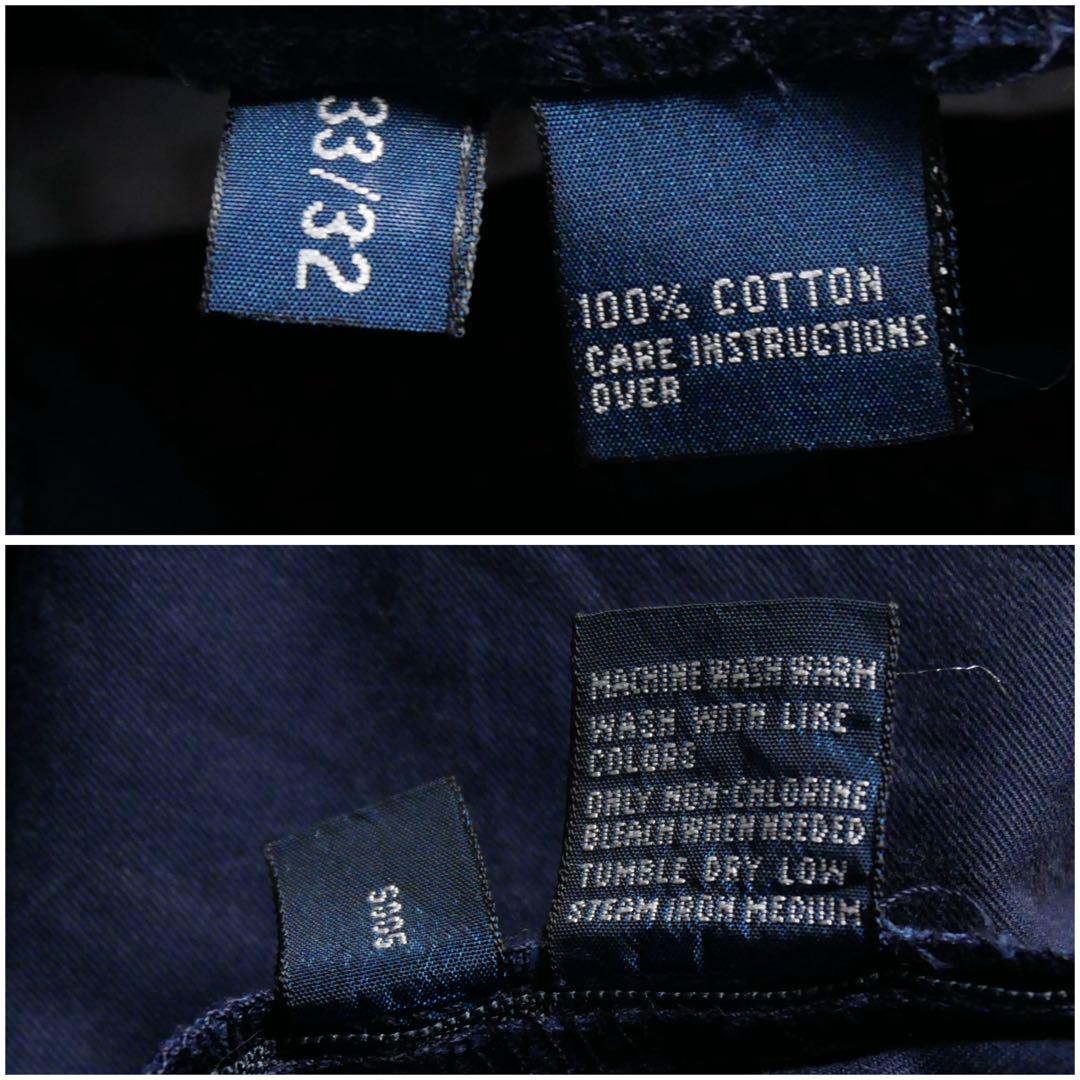 33/32
100% COTTON
CARE INSTRUCTIONS
OVER
MACHINE WASH WARM
WASH WITH LIKE
COLORS
ONLY NON CHLORINE
BLEACH WHEN NEEDED
TUMBLE DRY LOW
STEAM IRON MEDIUM